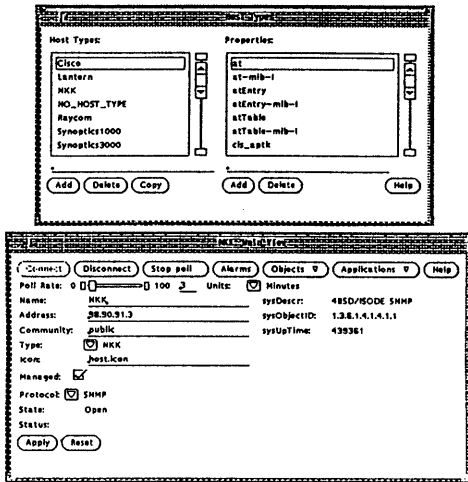 Host Types
Host Types: Properties:
Cisco at
Lantern at-mib-I
NKK atEntry
NO_HOST_TYPE atEntry-mib-I
Raycom atTable
Synoptics1000 atTable-mib-I
Synoptics3000 cis_aptk
Add Delete Copy Add Delete Help
NKK
Connect Disconnect Stop poll Alarms Objects Applications Help
Poll Rate: 0 100 3 Units: Minutes
Name: NKK sysDescr: 4BSD/ISODE SNMP
Address: 98.90.91.3 sysObjectID: 1.3.6.1.4.1.4.1.1
Community: public sysUpTime: 439361
Type: NKK
Icon: host.icon
Managed:
Protocol: SNMP
State: Open
Status:
Apply Reset